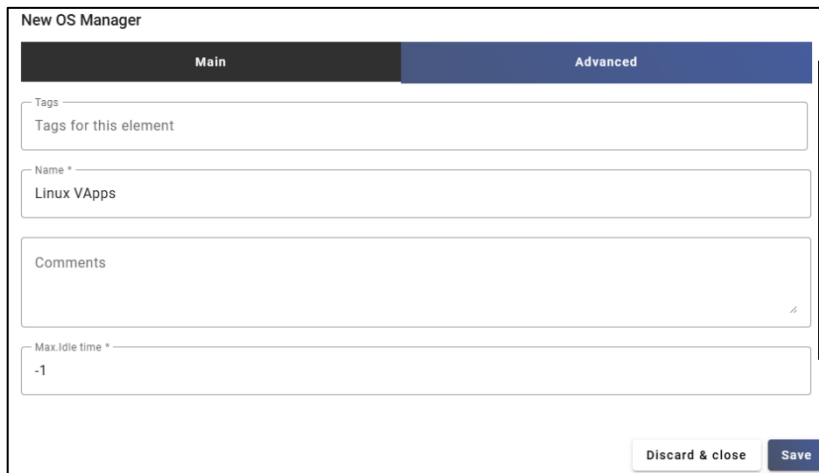 New OS Manager
Main
Advanced
Tags
Tags for this element
Name *
Linux VApps
Comments
Max.Idle time *
-1
Discard & close
Save